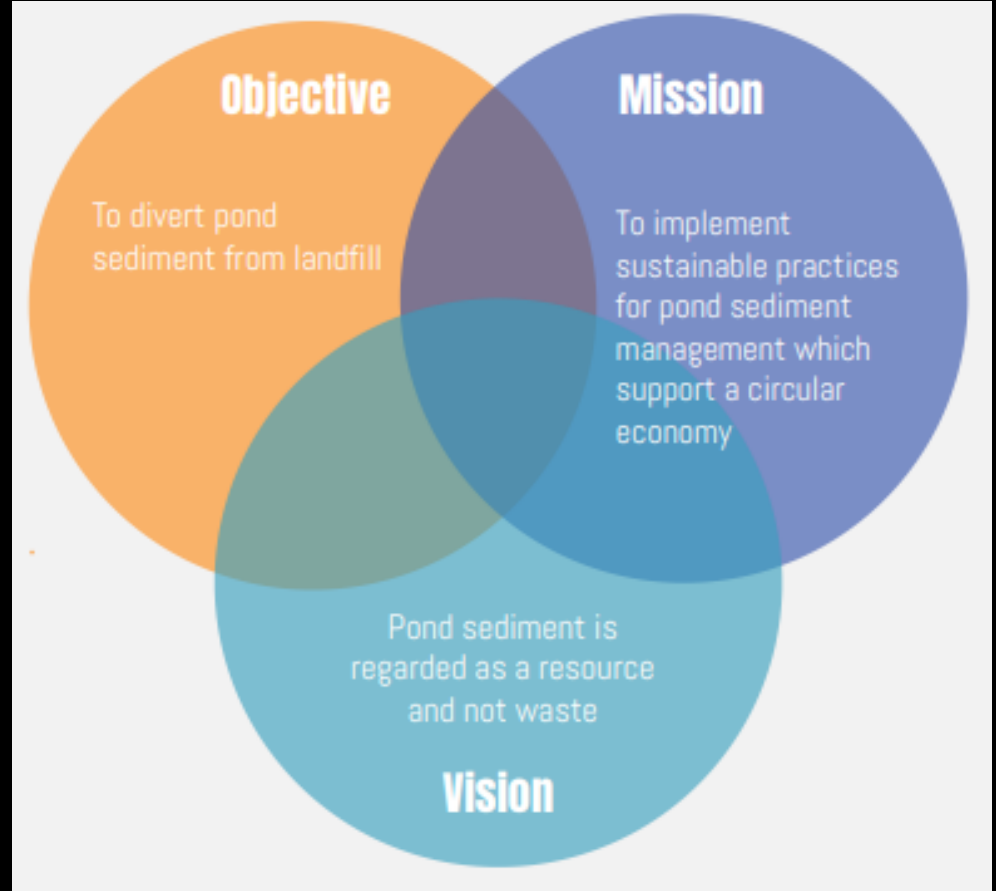 Objective
To divert pond
sediment from landfill
Mission
To implement
sustainable practices
for pond sediment
management which
support a circular
economy
Pond sediment is
regarded as a resource
and not waste
Vision